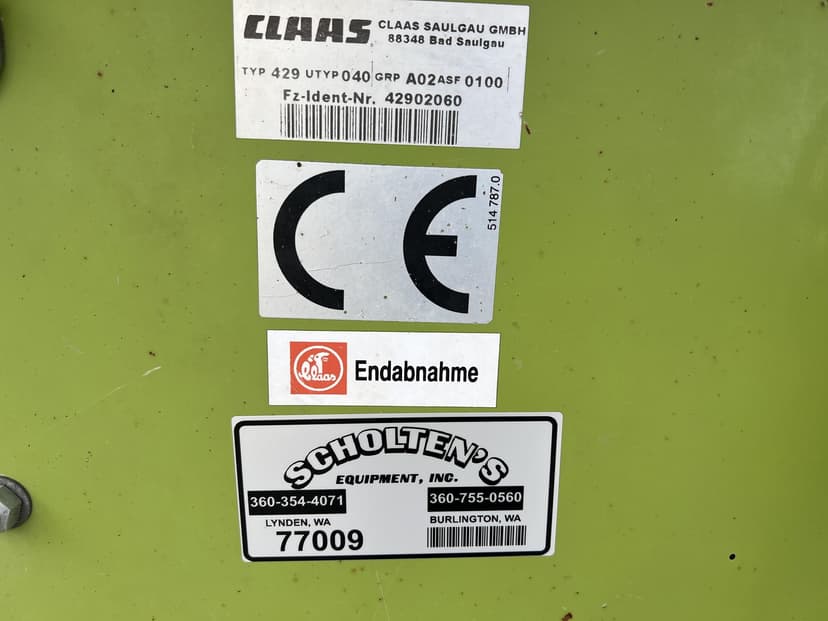 CLAAS
CLAAS SAULGAU GMBH
88348 Bad Saulgau
TYP 429 UTYP 040 GRP A02 ASF 0100
Fz-Ident-Nr. 42902060
CE
514 787.0
Claas
Endabnahme
SCHOLTEN'S
EQUIPMENT, INC.
360-354-4071
360-755-0560
LYNDEN, WA
BURLINGTON, WA
77009